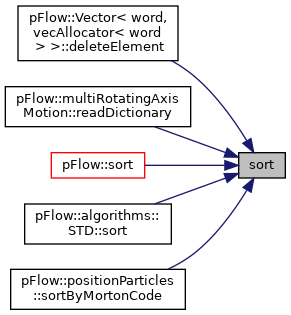 pFlow::Vector< word,
vecAllocator< word
> >::deleteElement
pFlow::multiRotatingAxis
Motion::readDictionary
pFlow::sort
sort
pFlow::algorithms::
STD::sort
pFlow::positionParticles
::sortByMortonCode